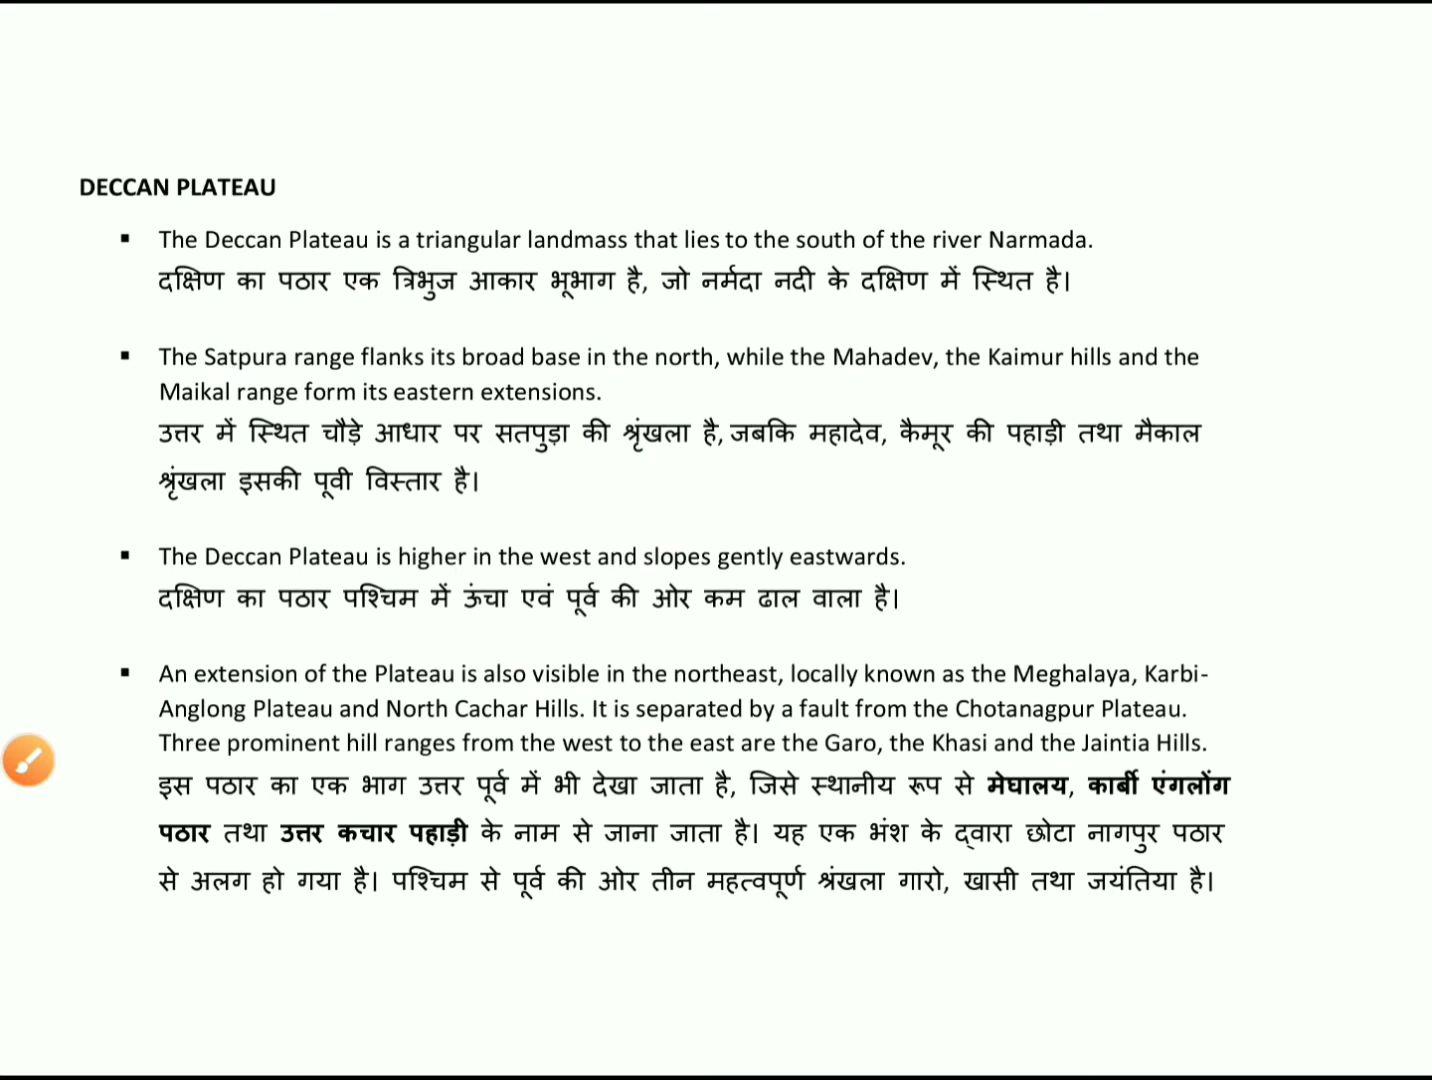 DECCAN PLATEAU
▪ The Deccan Plateau is a triangular landmass that lies to the south of the river Narmada.
दक्षिण का पठार एक त्रिभुज आकार भूभाग है, जो नर्मदा नदी के दक्षिण में स्थित है।
▪ The Satpura range flanks its broad base in the north, while the Mahadev, the Kaimur hills and the
Maikal range form its eastern extensions.
उत्तर में स्थित चौड़े आधार पर सतपुड़ा की श्रृंखला है, जबकि महादेव, कैमूर की पहाड़ी तथा मैकाल
श्रृंखला इसकी पूवी विस्तार है।
▪ The Deccan Plateau is higher in the west and slopes gently eastwards.
दक्षिण का पठार पश्चिम में ऊंचा एवं पूर्व की ओर कम ढाल वाला है।
▪ An extension of the Plateau is also visible in the northeast, locally known as the Meghalaya, Karbi-
Anglong Plateau and North Cachar Hills. It is separated by a fault from the Chotanagpur Plateau.
Three prominent hill ranges from the west to the east are the Garo, the Khasi and the Jaintia Hills.
इस पठार का एक भाग उत्तर पूर्व में भी देखा जाता है, जिसे स्थानीय रूप से मेघालय, कार्बी एंगलोंग
पठार तथा उत्तर कचार पहाड़ी के नाम से जाना जाता है। यह एक भंश के द्वारा छोटा नागपुर पठार
से अलग हो गया है। पश्चिम से पूर्व की ओर तीन महत्वपूर्ण श्रंखला गारो, खासी तथा जयंतिया है।